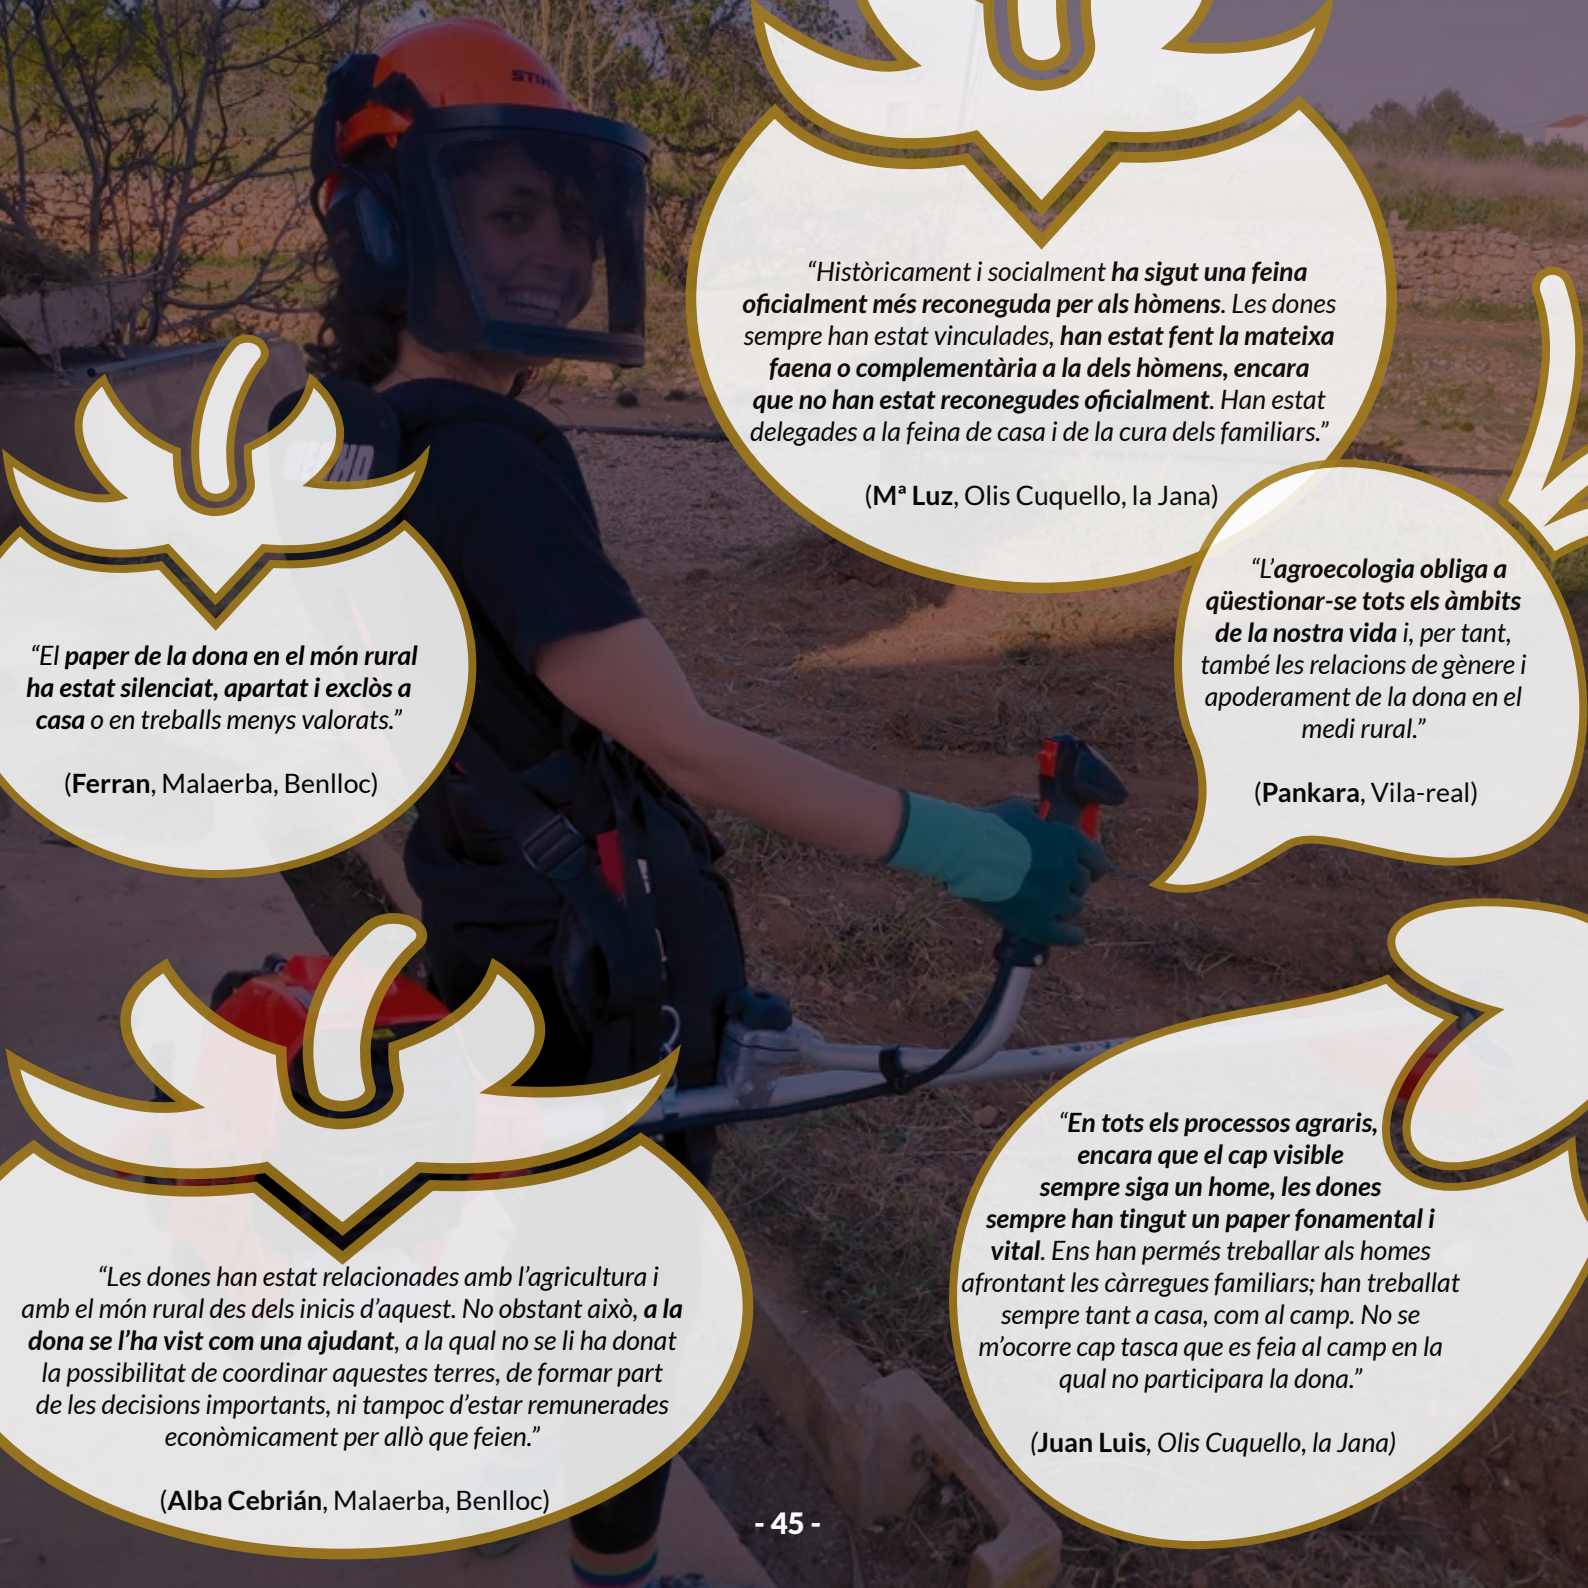 STIHL
“Històricament i socialment ha sigut una feina
oficialment més reconeguda per als hòmens. Les dones
sempre han estat vinculades, han estat fent la mateixa
faena o complementària a la dels hòmens, encara
que no han estat reconegudes oficialment. Han estat
delegades a la feina de casa i de la cura dels familiars.”
(Mª Luz, Olis Cuquello, la Jana)
“El paper de la dona en el món rural
ha estat silenciat, apartat i exclòs a
casa o en treballs menys valorats.”
(Ferran, Malaerba, Benlloc)
“L’agroecologia obliga a
qüestionar-se tots els àmbits
de la nostra vida i, per tant,
també les relacions de gènere i
apoderament de la dona en el
medi rural.”
(Pankara, Vila-real)
“Les dones han estat relacionades amb l’agricultura i
amb el món rural des dels inicis d’aquest. No obstant això, a la
dona se l’ha vist com una ajudant, a la qual no se li ha donat
la possibilitat de coordinar aquestes terres, de formar part
de les decisions importants, ni tampoc d’estar remunerades
econòmicament per allò que feien.”
(Alba Cebrián, Malaerba, Benlloc)
“En tots els processos agraris,
encara que el cap visible
sempre siga un home, les dones
sempre han tingut un paper fonamental i
vital. Ens han permés treballar als homes
afrontant les càrregues familiars; han treballat
sempre tant a casa, com al camp. No se
m’ocorre cap tasca que es feia al camp en la
qual no participara la dona.”
(Juan Luis, Olis Cuquello, la Jana)
- 45 -